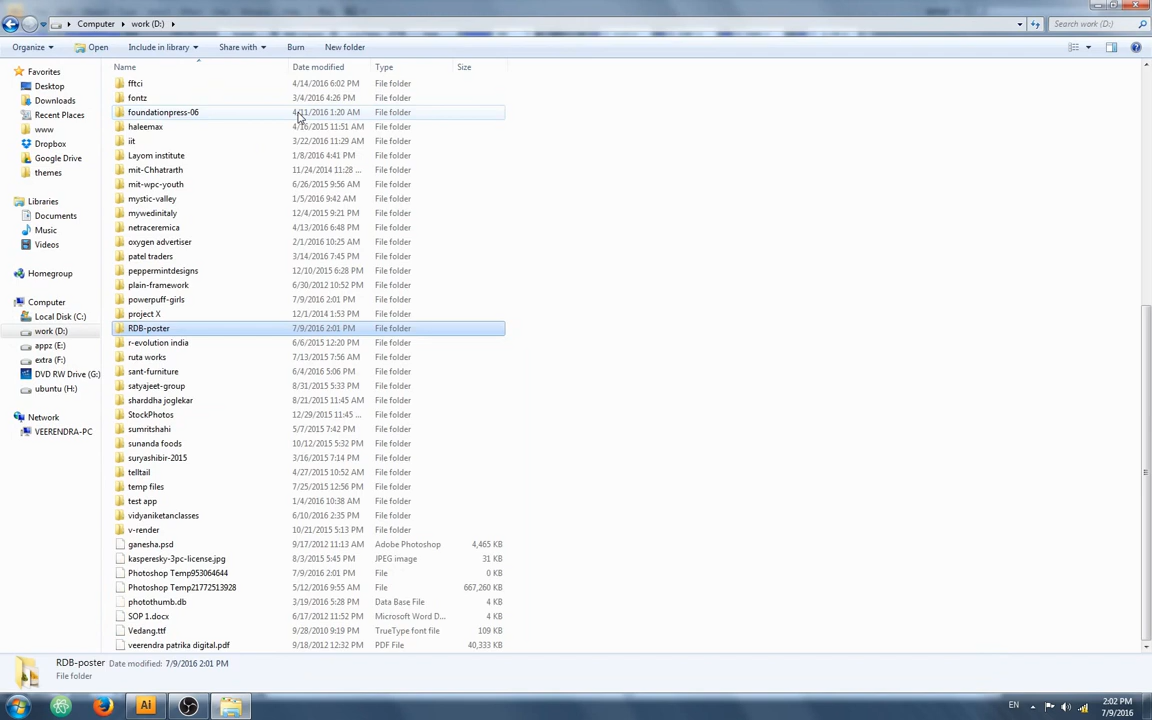 Computer ▸ work (D:) ▸
Search work (D:)
Organize ▾ Open Include in library ▾ Share with ▾ Burn New folder
Name Date modified Type Size
Favorites
Desktop
Downloads
Recent Places
www
Dropbox
Google Drive
themes
Libraries
Documents
Music
Videos
Homegroup
Computer
Local Disk (C:)
work (D:)
appz (E:)
extra (F:)
DVD RW Drive (G:)
ubuntu (H:)
Network
VEERENDRA-PC
fftci 4/14/2016 6:02 PM File folder
fontz 3/4/2016 4:26 PM File folder
foundationpress-06 4/11/2016 1:20 AM File folder
haleemax 4/16/2015 11:51 AM File folder
iit 3/22/2016 11:29 AM File folder
Layom institute 1/8/2016 4:41 PM File folder
mit-Chhatrarth 11/24/2014 11:28 ... File folder
mit-wpc-youth 6/26/2015 9:56 AM File folder
mystic-valley 1/5/2016 9:42 AM File folder
mywedinitaly 12/4/2015 9:21 PM File folder
netraceremica 4/13/2016 6:48 PM File folder
oxygen advertiser 2/1/2016 10:25 AM File folder
patel traders 3/14/2016 7:45 PM File folder
peppermintdesigns 12/10/2015 6:28 PM File folder
plain-framework 6/30/2012 10:52 PM File folder
powerpuff-girls 7/9/2016 2:01 PM File folder
project X 12/1/2014 1:53 PM File folder
RDB-poster 7/9/2016 2:01 PM File folder
r-evolution india 6/6/2015 12:20 PM File folder
ruta works 7/13/2015 7:56 AM File folder
sant-furniture 6/4/2016 5:06 PM File folder
satyajeet-group 8/31/2015 5:33 PM File folder
sharddha joglekar 8/21/2015 11:45 AM File folder
StockPhotos 12/29/2015 11:45 ... File folder
sumritshahi 5/7/2015 7:42 PM File folder
sunanda foods 10/12/2015 5:32 PM File folder
suryashibir-2015 3/16/2015 7:14 PM File folder
telltail 4/27/2015 10:52 AM File folder
temp files 7/25/2015 12:56 PM File folder
test app 1/4/2016 10:38 AM File folder
vidyaniketanclasses 6/10/2016 2:35 PM File folder
v-render 10/21/2015 5:13 PM File folder
ganesha.psd 9/17/2012 11:13 AM Adobe Photoshop 4,465 KB
kaspersky-3pc-license.jpg 8/3/2015 5:45 PM JPEG image 31 KB
Photoshop Temp953064644 7/9/2016 2:01 PM File 0 KB
Photoshop Temp21772513928 5/12/2016 9:55 AM File 667,260 KB
photothumb.db 3/19/2016 5:28 PM Data Base File 4 KB
SOP 1.docx 6/17/2012 11:52 PM Microsoft Word D... 4 KB
Vedang.ttf 9/28/2010 9:19 PM TrueType font file 109 KB
veerendra patrika digital.pdf 9/18/2012 12:32 PM PDF File 40,333 KB
RDB-poster Date modified: 7/9/2016 2:01 PM
File folder
Ai
EN
2:02 PM
7/9/2016